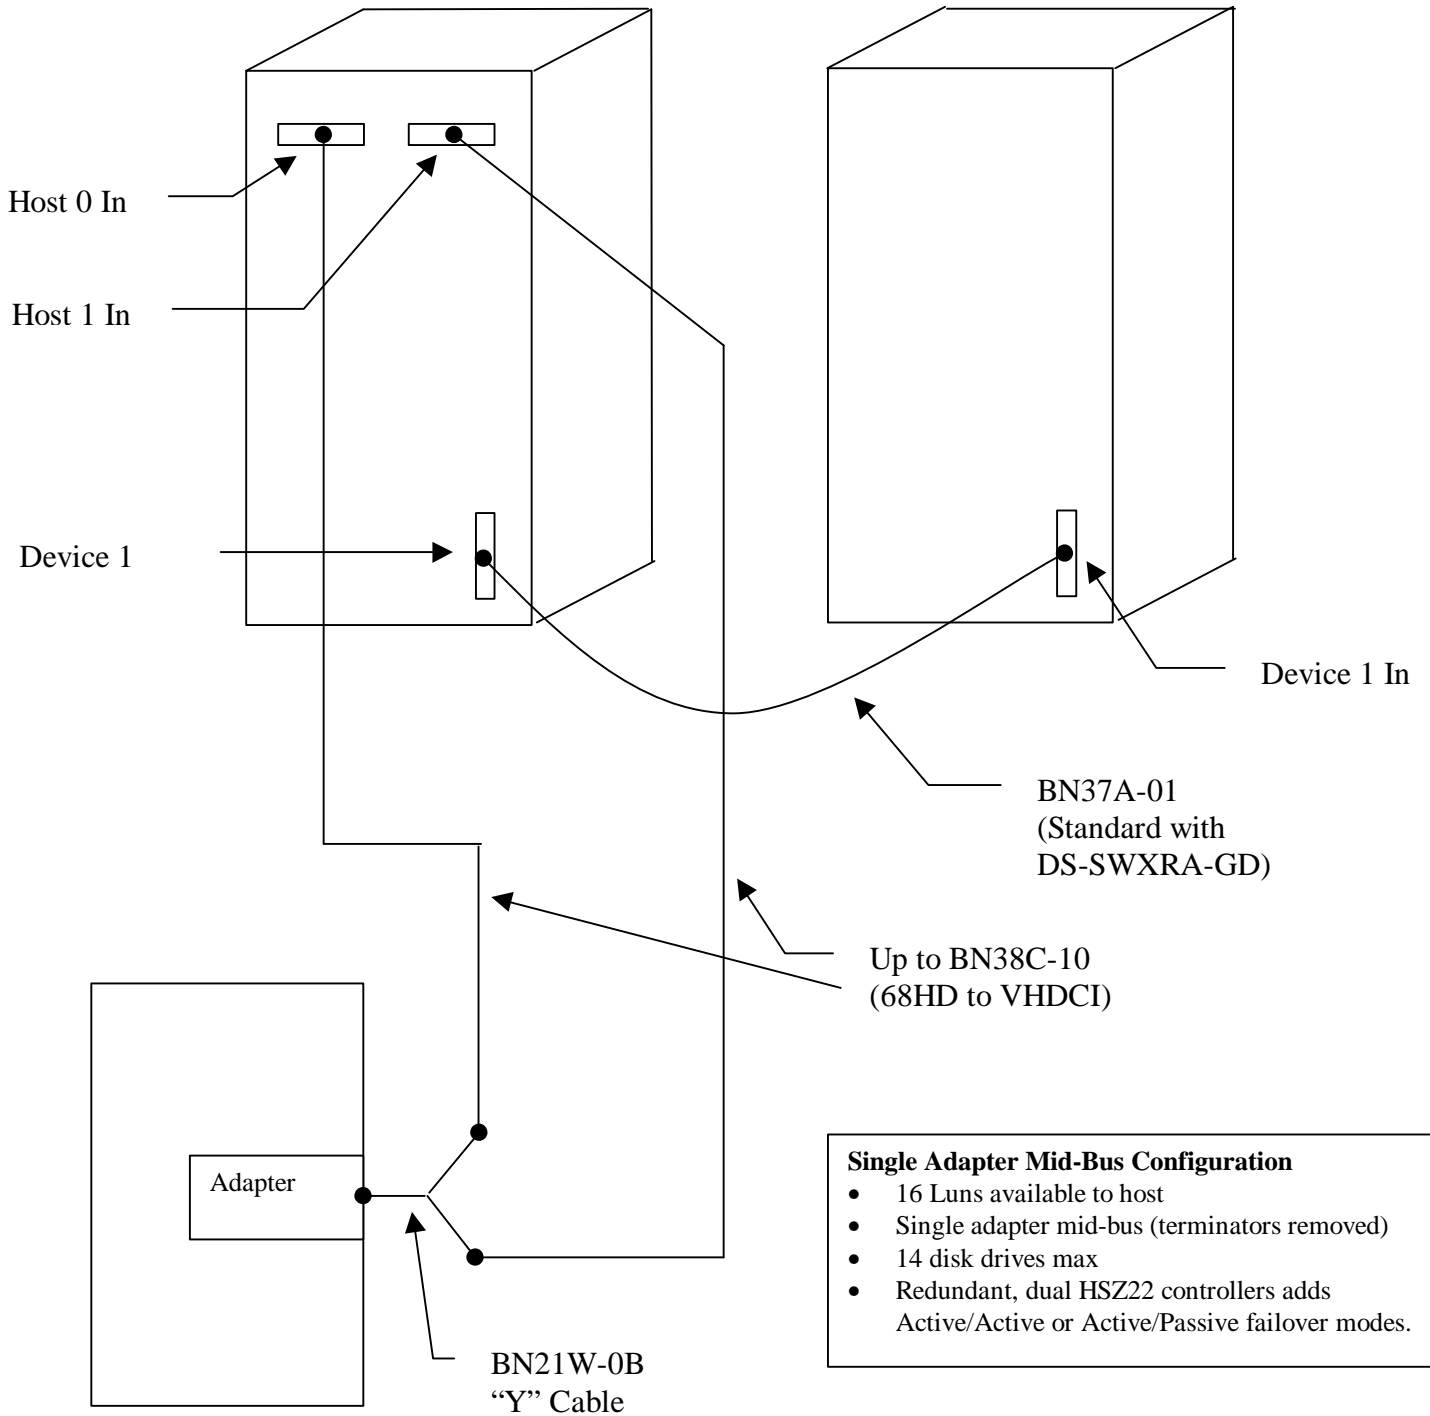 Host 0 In
Host 1 In
Device 1
Device 1 In
BN37A-01
(Standard with
DS-SWXRA-GD)
Up to BN38C-10
(68HD to VHDCI)
Adapter
Single Adapter Mid-Bus Configuration
• 16 Luns available to host
• Single adapter mid-bus (terminators removed)
• 14 disk drives max
• Redundant, dual HSZ22 controllers adds
Active/Active or Active/Passive failover modes.
BN21W-0B
“Y” Cable